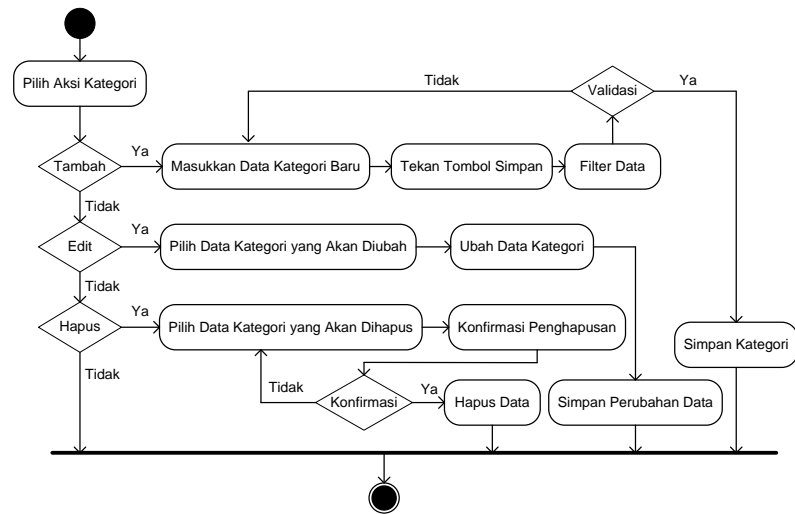 Pilih Aksi Kategori
Tidak
Validasi
Ya
Tambah
Ya
Masukkan Data Kategori Baru
Tekan Tombol Simpan
Filter Data
Tidak
Edit
Ya
Pilih Data Kategori yang Akan Diubah
Ubah Data Kategori
Tidak
Hapus
Ya
Pilih Data Kategori yang Akan Dihapus
Konfirmasi Penghapusan
Simpan Kategori
Tidak
Tidak
Konfirmasi
Ya
Hapus Data
Simpan Perubahan Data